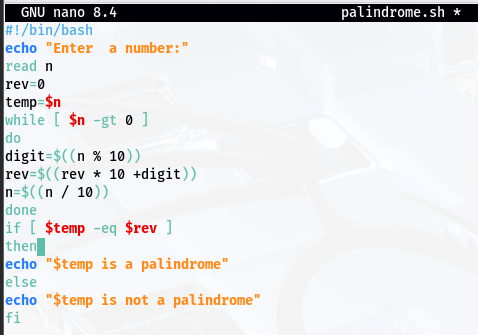 GNU nano 8.4 palindrome.sh *
#!/bin/bash
echo "Enter  a number:"
read n
rev=0
temp=$n
while [ $n -gt 0 ]
do
digit=$((n % 10))
rev=$((rev * 10 +digit))
n=$((n / 10))
done
if [ $temp -eq $rev ]
then
echo "$temp is a palindrome"
else
echo "$temp is not a palindrome"
fi